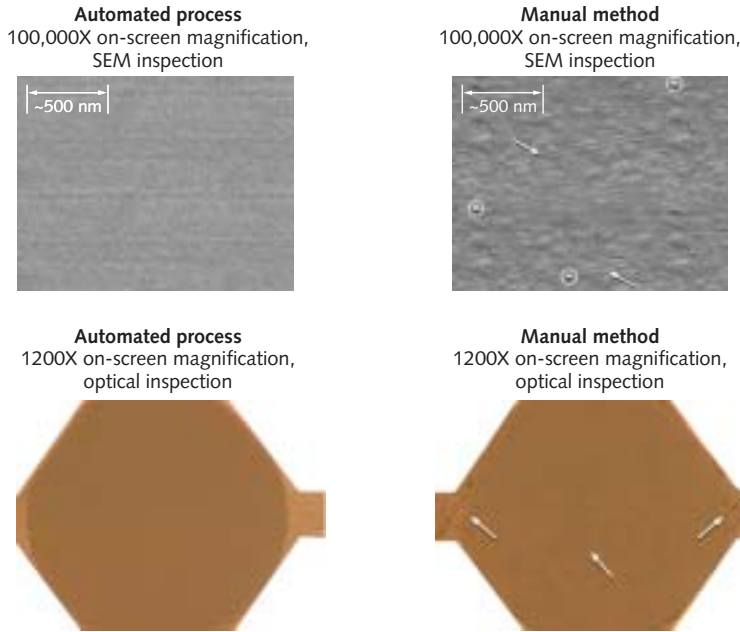 Automated process
100,000X on-screen magnification,
SEM inspection
~500 nm
Manual method
100,000X on-screen magnification,
SEM inspection
~500 nm
Automated process
1200X on-screen magnification,
optical inspection
Manual method
1200X on-screen magnification,
optical inspection